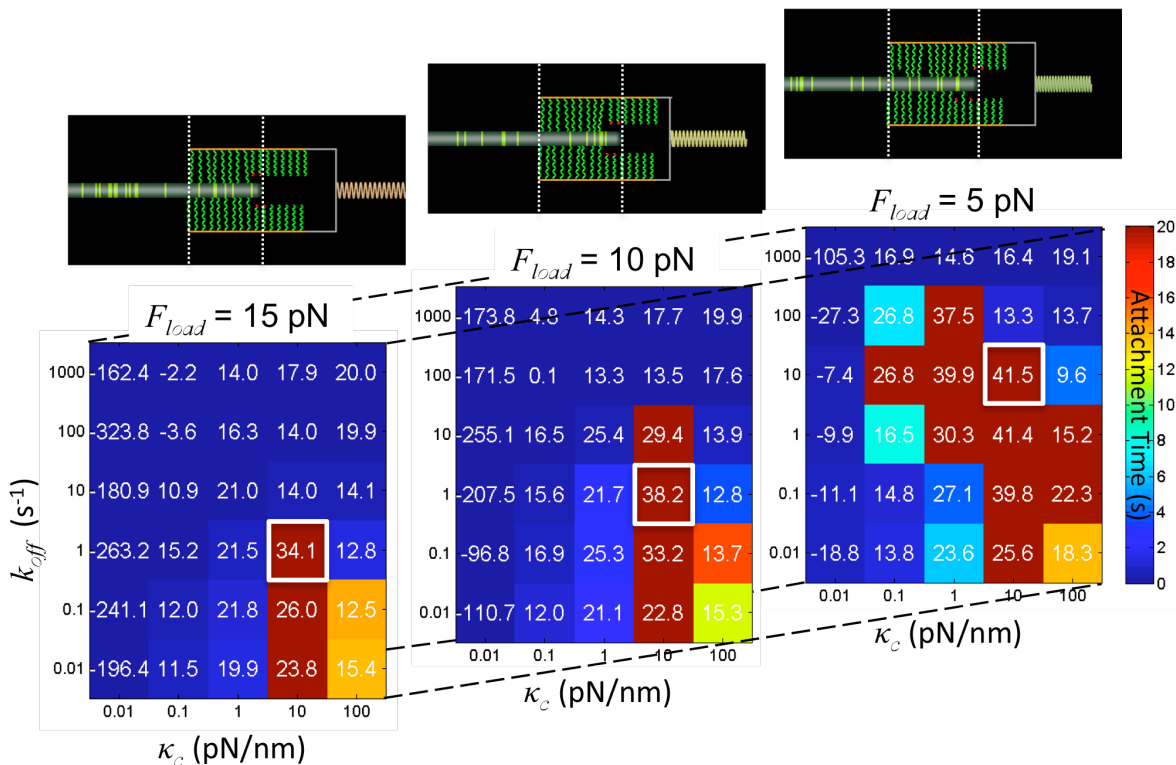 F_load = 15 pN
1000 -162.4 -2.2 14.0 17.9 20.0
100 -323.8 -3.6 16.3 14.0 19.9
10 -180.9 10.9 21.0 14.0 14.1
1 -263.2 15.2 21.5 34.1 12.8
0.1 -241.1 12.0 21.8 26.0 12.5
0.01 -196.4 11.5 19.9 23.8 15.4
0.01 0.1 1 10 100
κ_c (pN/nm)
k_off (s⁻¹)
F_load = 10 pN
1000 -173.8 4.8 14.3 17.7 19.9
100 -171.5 0.1 13.3 13.5 17.6
10 -255.1 16.5 25.4 29.4 13.9
1 -207.5 15.6 21.7 38.2 12.8
0.1 -96.8 16.9 25.3 33.2 13.7
0.01 -110.7 12.0 21.1 22.8 15.3
0.01 0.1 1 10 100
κ_c (pN/nm)
F_load = 5 pN
1000 -105.3 16.9 14.6 16.4 19.1
100 -27.3 26.8 37.5 13.3 13.7
10 -7.4 26.8 39.9 41.5 9.6
1 -9.9 16.5 30.3 41.4 15.2
0.1 -11.1 14.8 27.1 39.8 22.3
0.01 -18.8 13.8 23.6 25.6 18.3
0.01 0.1 1 10 100
κ_c (pN/nm)
20
18
16
14
12
10
8
6
4
2
0
Attachment Time (s)